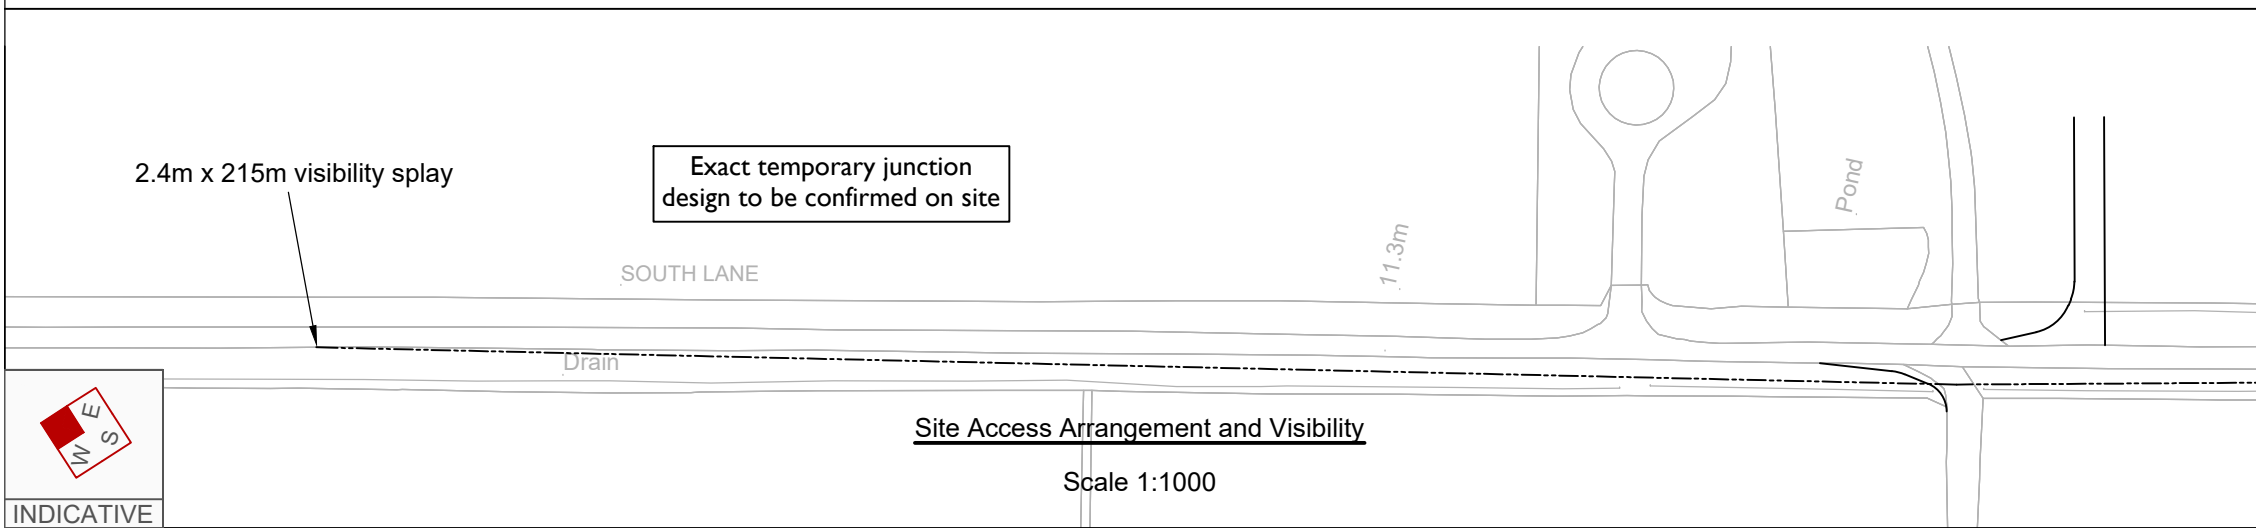 2.4m x 215m visibility splay
Exact temporary junction
design to be confirmed on site
Pond
11.3m
SOUTH LANE
Drain
E
S
W
Site Access Arrangement and Visibility
Scale 1:1000
INDICATIVE